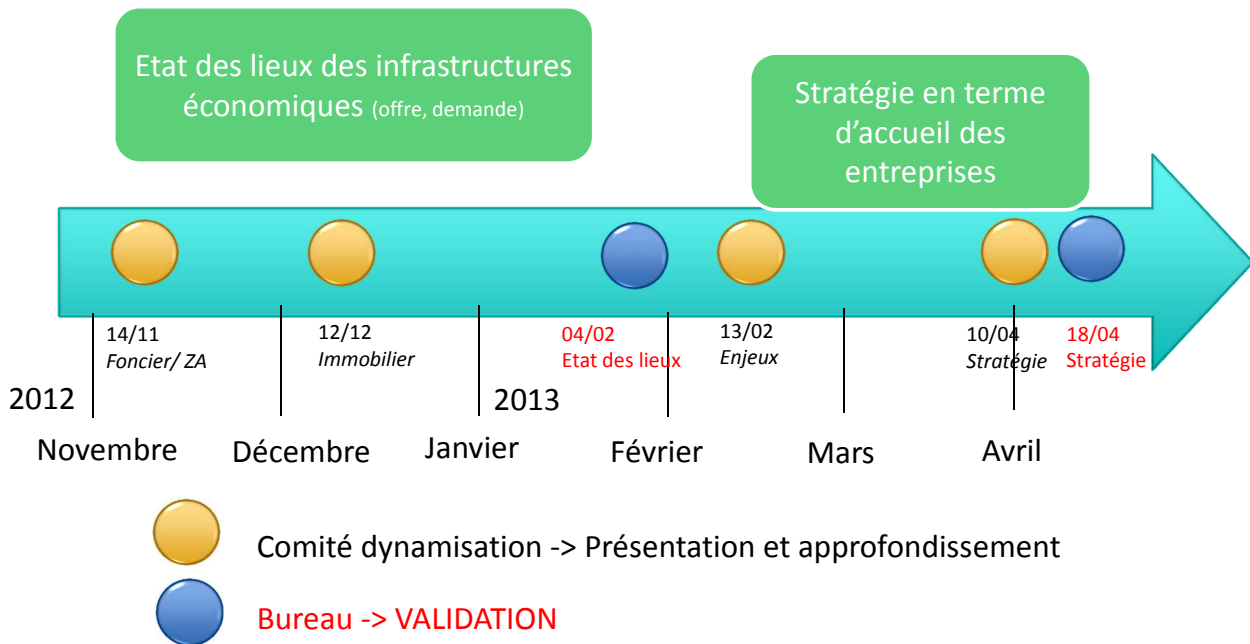 Etat des lieux des infrastructures
économiques (offre, demande)
Stratégie en terme
d’accueil des
entreprises
14/11
Foncier/ ZA
12/12
Immobilier
04/02
Etat des lieux
13/02
Enjeux
10/04
Stratégie
18/04
Stratégie
2012
2013
Novembre
Décembre
Janvier
Février
Mars
Avril
Comité dynamisation -> Présentation et approfondissement
Bureau -> VALIDATION